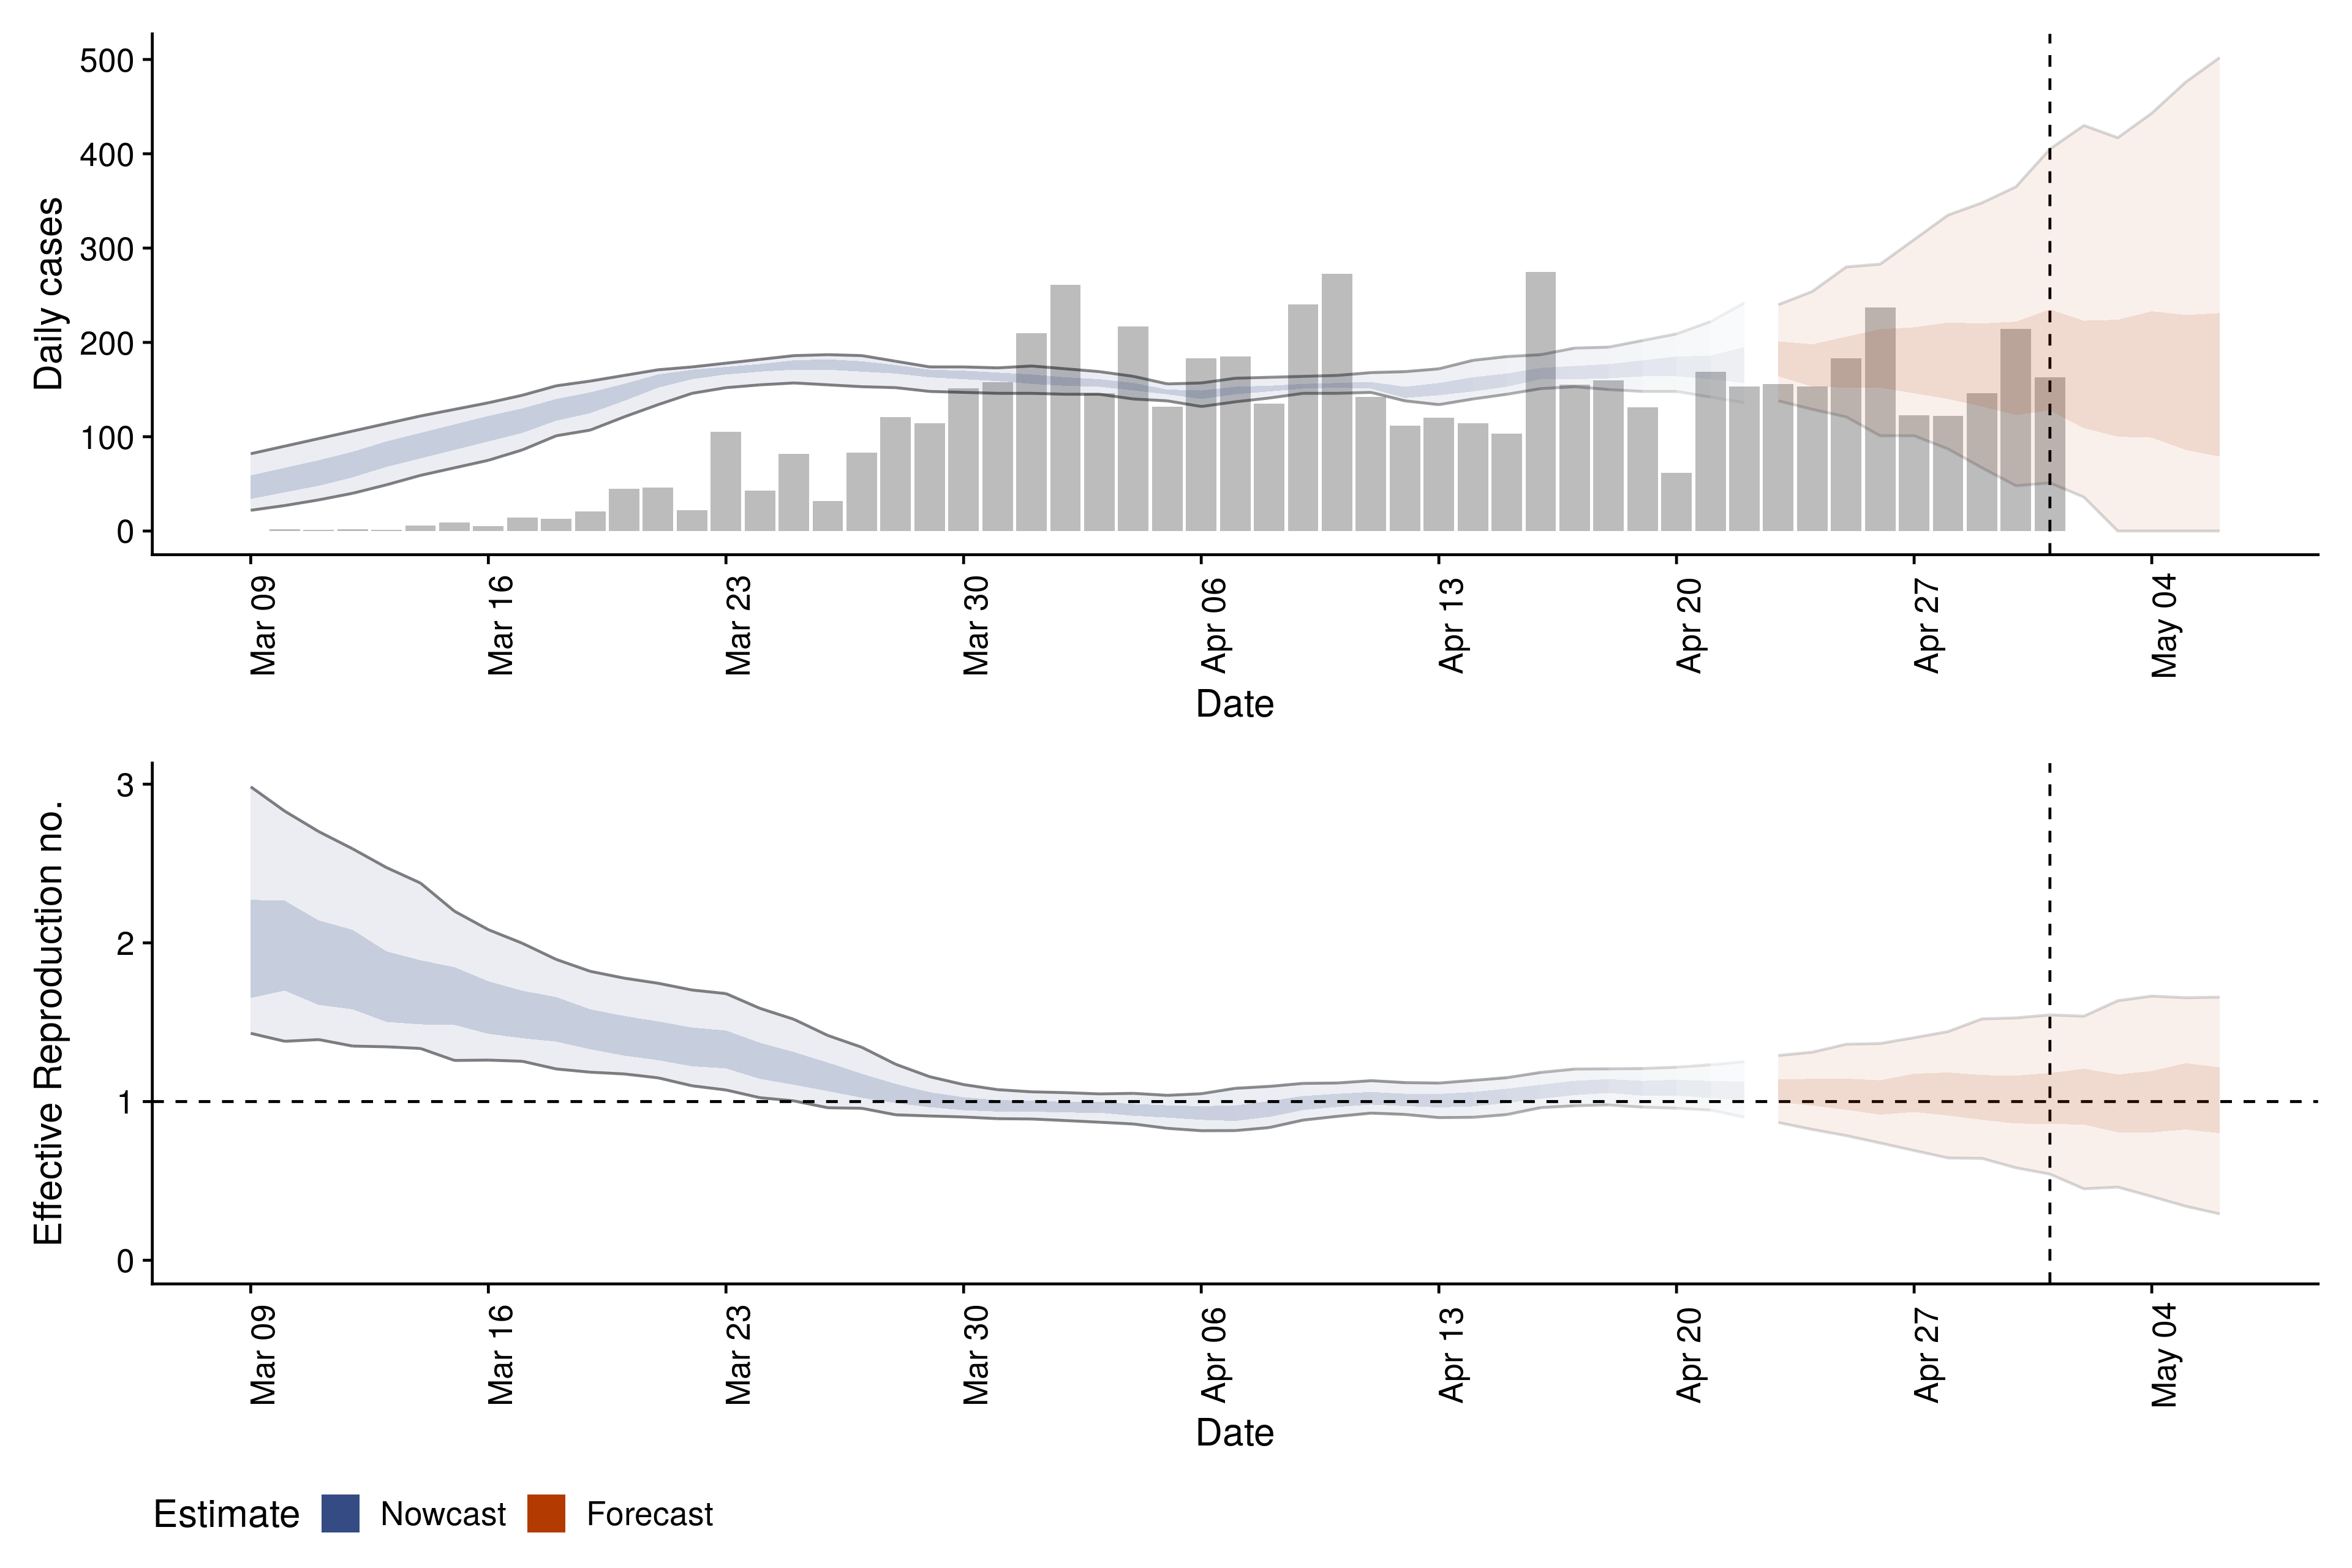 Daily cases
500
400
300
200
100
0
Mar 09
Mar 16
Mar 23
Mar 30
Apr 06
Apr 13
Apr 20
Apr 27
May 04
Date
Effective Reproduction no.
3
2
1
0
Mar 09
Mar 16
Mar 23
Mar 30
Apr 06
Apr 13
Apr 20
Apr 27
May 04
Date
Estimate Nowcast Forecast